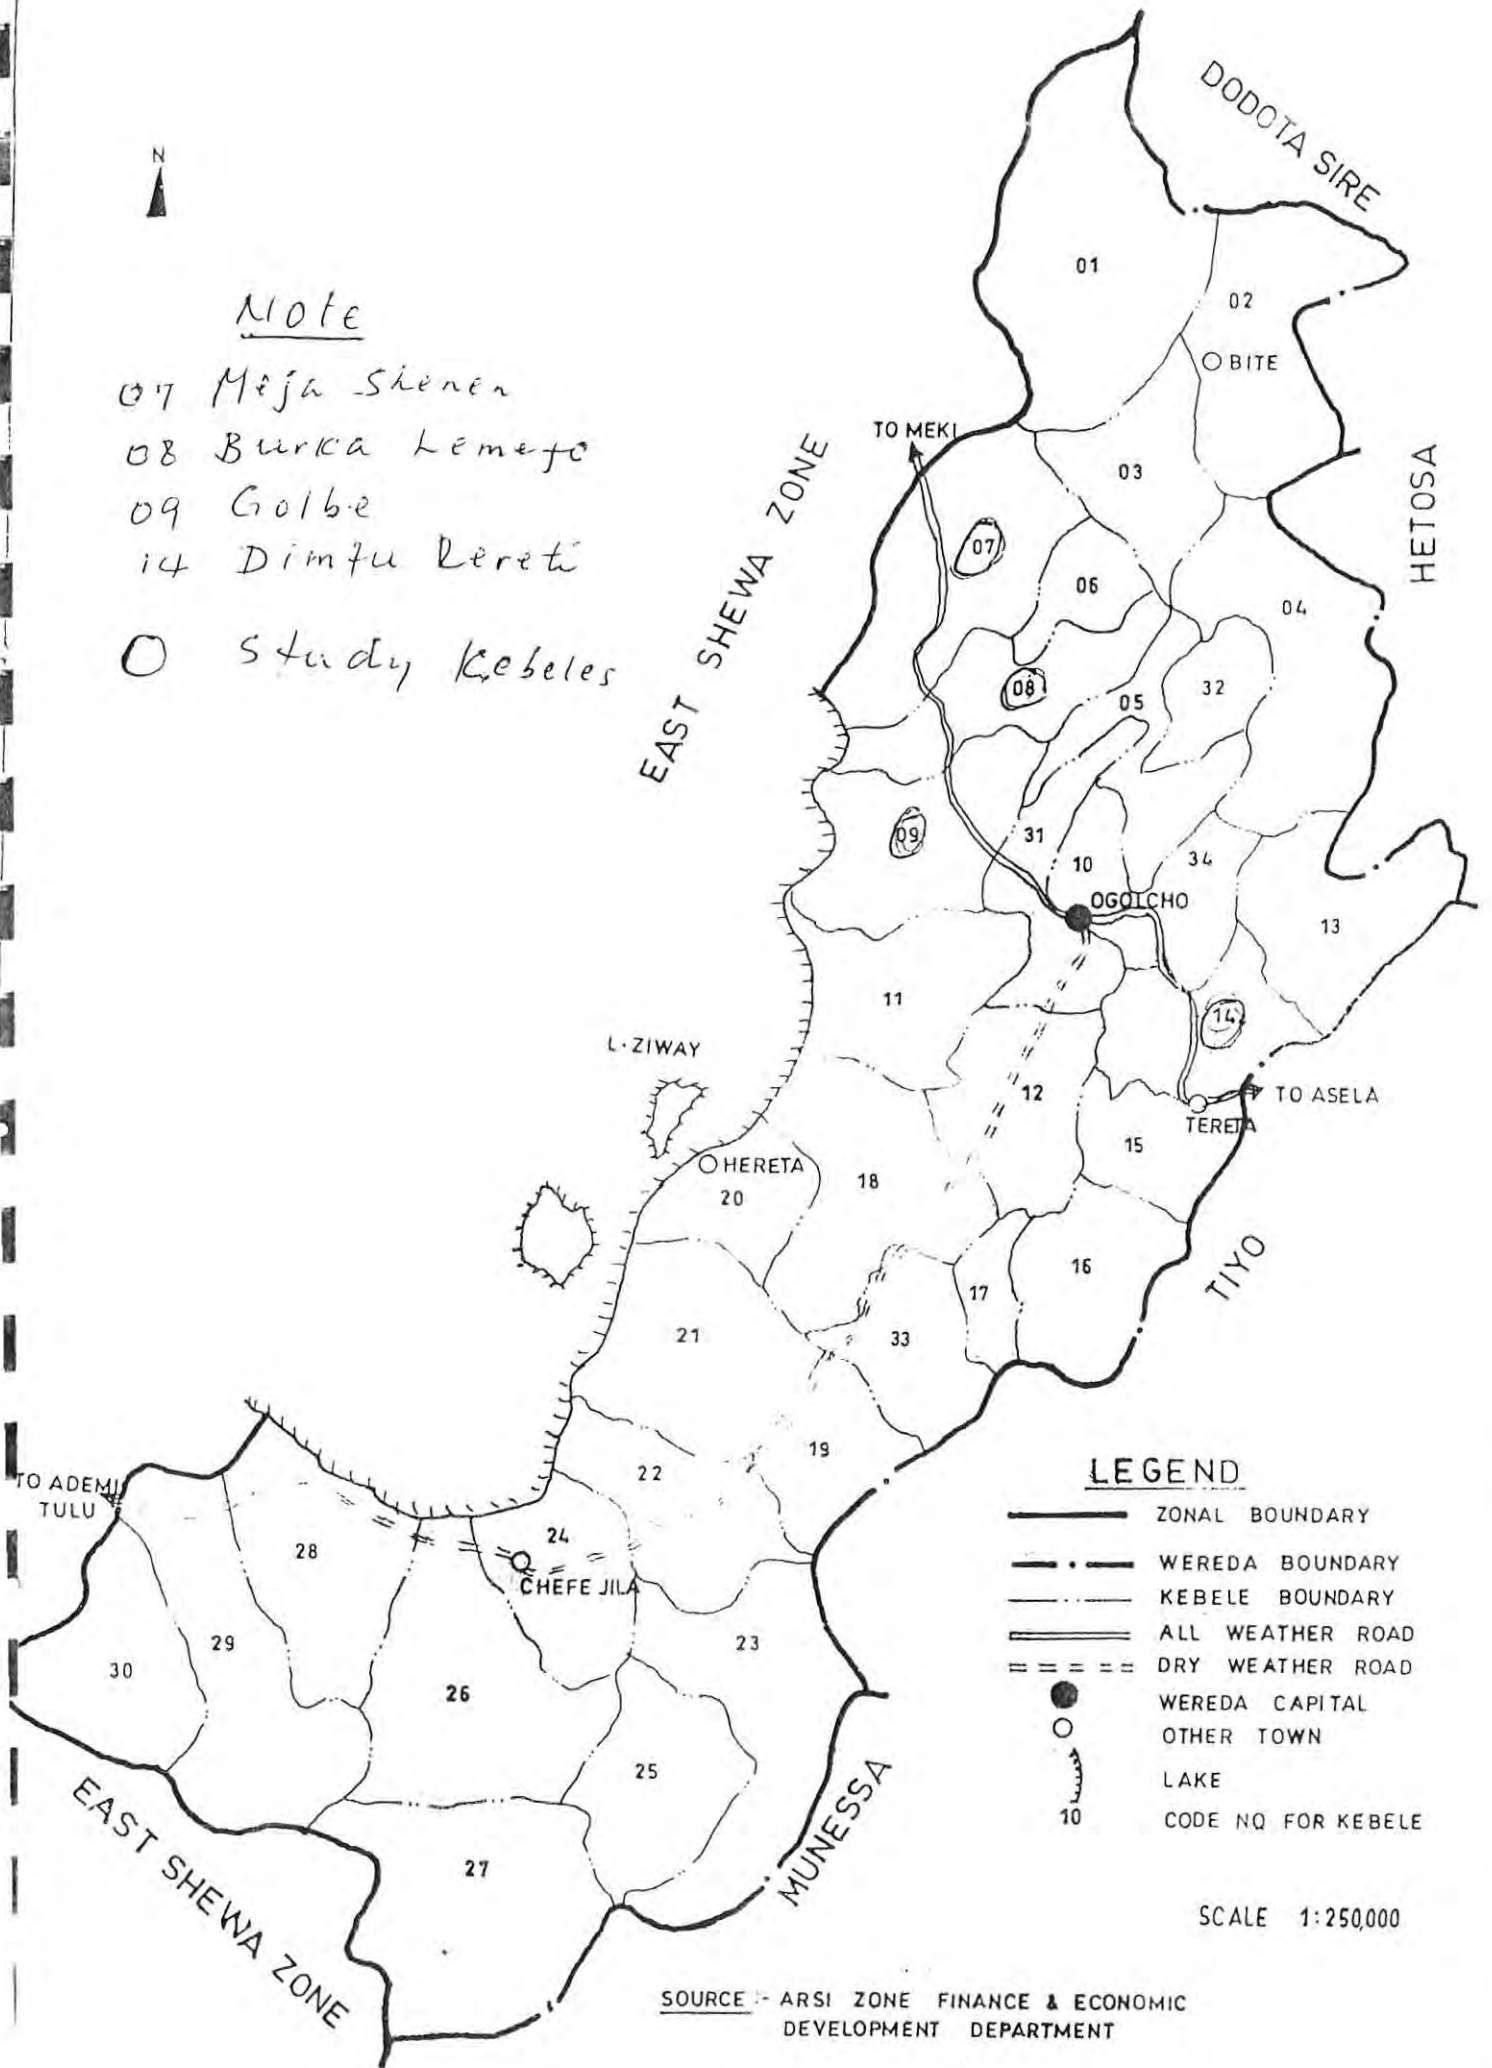 DODOTA SIRE
N
01
02
Note
BITE
07 Meja Shenen
TO MEKI
08 Burka Lemefo
03
HETOSA
09 Golbe
EAST SHEWA ZONE
07
14 Dimtu Rereti
06
04
O Study Kebeles
08
32
05
09
31
10
34
OGOLCHO
13
11
14
L. ZIWAY
12
TO ASELA
TERETA
15
HERETA
20
18
16
TIYO
17
21
33
19
22
TO ADEMI
TULU
24
28
CHEFE JILA
29
23
30
26
25
MUNESSA
27
EAST SHEWA ZONE
LEGEND
ZONAL BOUNDARY
WEREDA BOUNDARY
KEBELE BOUNDARY
ALL WEATHER ROAD
DRY WEATHER ROAD
WEREDA CAPITAL
OTHER TOWN
LAKE
10 CODE NO FOR KEBELE
SCALE 1:250,000
SOURCE :- ARSI ZONE FINANCE & ECONOMIC
DEVELOPMENT DEPARTMENT